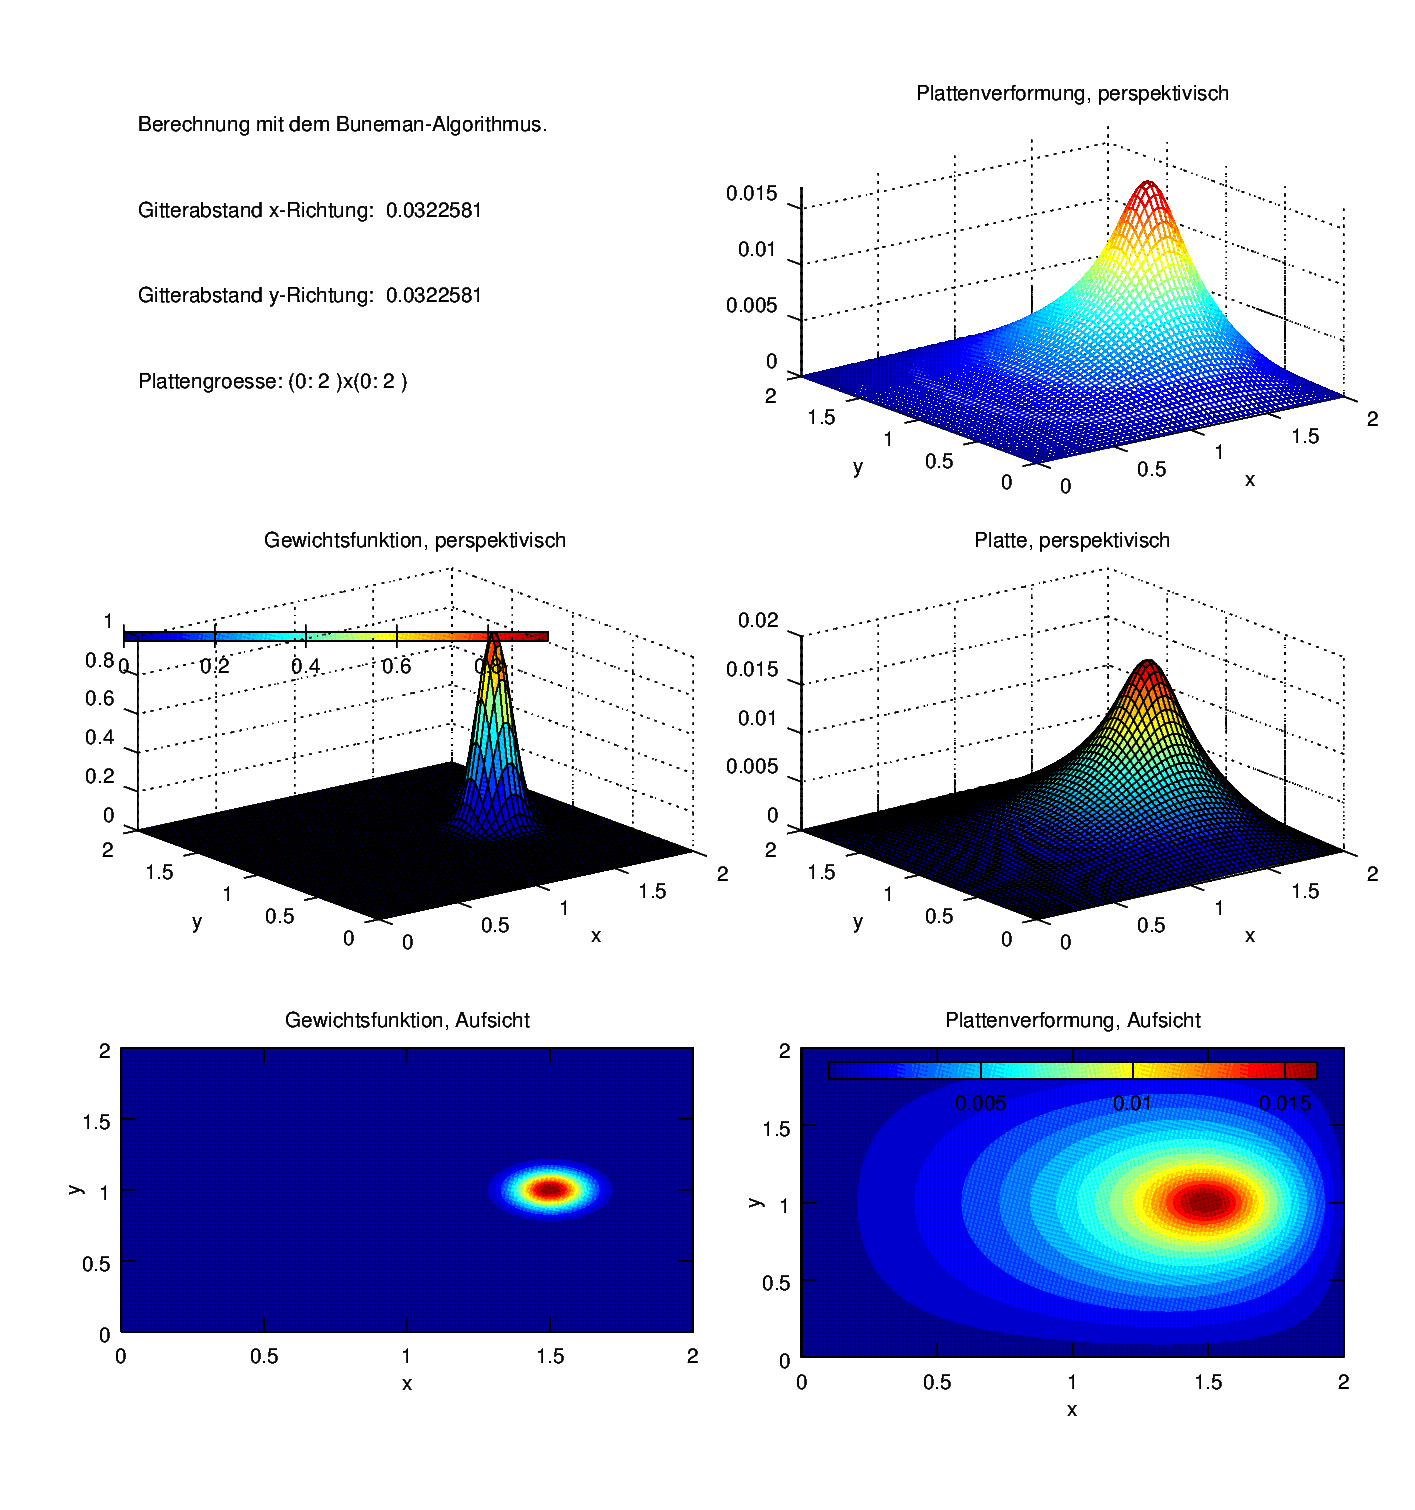 Berechnung mit dem Buneman-Algorithmus.
Gitterabstand x-Richtung: 0.0322581
Gitterabstand y-Richtung: 0.0322581
Plattengroesse: (0: 2 )x(0: 2 )
Plattenverformung, perspektivisch
0.015
0.01
0.005
0
2
1.5
1
0.5
0
y
0
0.5
1
1.5
2
x
Gewichtsfunktion, perspektivisch
1
0.8
0.6
0.4
0.2
0
0 0.2 0.4 0.6 0.8
2
1.5
1
0.5
0
y
0
0.5
1
1.5
2
x
Platte, perspektivisch
0.02
0.015
0.01
0.005
0
2
1.5
1
0.5
0
y
0
0.5
1
1.5
2
x
Gewichtsfunktion, Aufsicht
2
1.5
1
0.5
0
y
0 0.5 1 1.5 2
x
Plattenverformung, Aufsicht
0.005 0.01 0.015
2
1.5
1
0.5
0
y
0 0.5 1 1.5 2
x